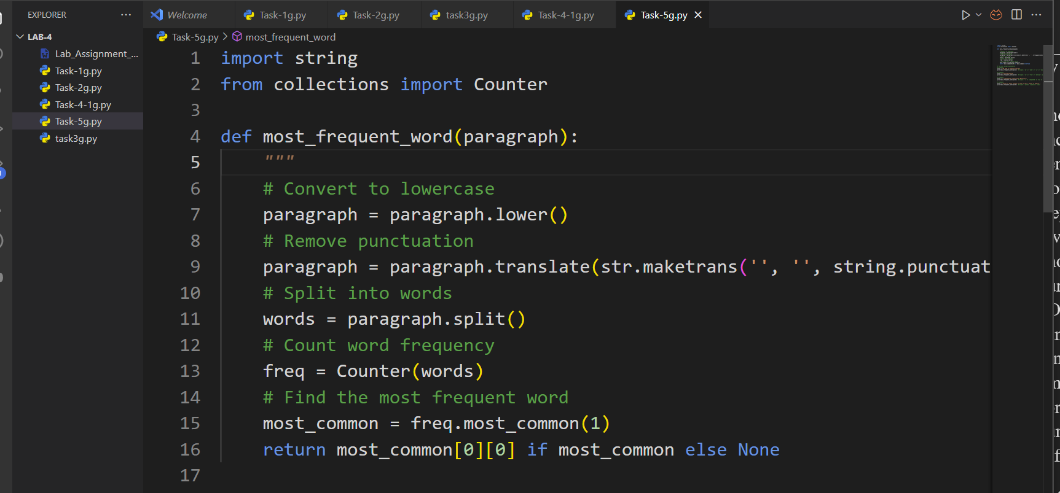 EXPLORER ...
LAB-4
Lab_Assignment_...
Task-1g.py
Task-2g.py
Task-4-1g.py
Task-5g.py
task3g.py
Welcome Task-1g.py Task-2g.py task3g.py Task-4-1g.py Task-5g.py
Task-5g.py > most_frequent_word
1 import string
2 from collections import Counter
3
4 def most_frequent_word(paragraph):
5     """
6     # Convert to lowercase
7     paragraph = paragraph.lower()
8     # Remove punctuation
9     paragraph = paragraph.translate(str.maketrans('', '', string.punctuat
10     # Split into words
11     words = paragraph.split()
12     # Count word frequency
13     freq = Counter(words)
14     # Find the most frequent word
15     most_common = freq.most_common(1)
16     return most_common[0][0] if most_common else None
17